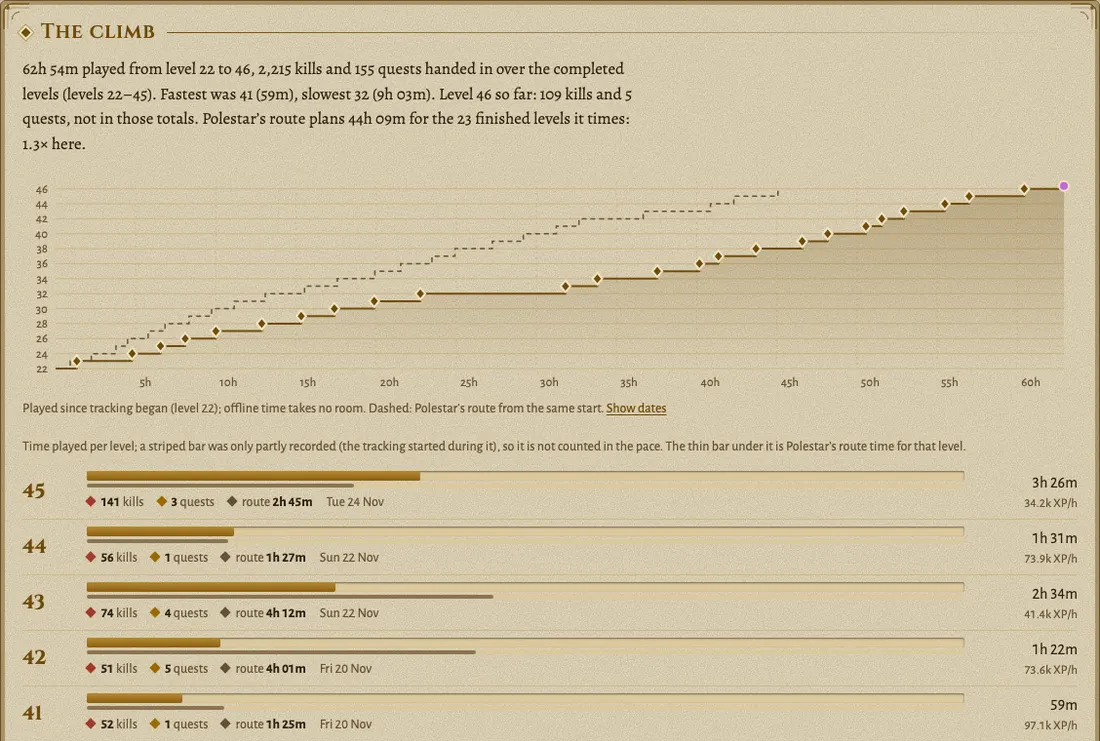 THE CLIMB
62h 54m played from level 22 to 46, 2,215 kills and 155 quests handed in over the completed
levels (levels 22–45). Fastest was 41 (59m), slowest 32 (9h 03m). Level 46 so far: 109 kills and 5
quests, not in those totals. Polestar's route plans 44h 09m for the 23 finished levels it times:
1.3× here.
46
44
42
40
38
36
34
32
30
28
26
24
22
5h 10h 15h 20h 25h 30h 35h 40h 45h 50h 55h 60h
Played since tracking began (level 22); offline time takes no room. Dashed: Polestar's route from the same start. Show dates
Time played per level; a striped bar was only partly recorded (the tracking started during it), so it is not counted in the pace. The thin bar under it is Polestar's route time for that level.
45 3h 26m
141 kills 3 quests route 2h 45m Tue 24 Nov 34.2k XP/h
44 1h 31m
56 kills 1 quests route 1h 27m Sun 22 Nov 73.9k XP/h
43 2h 34m
74 kills 4 quests route 4h 12m Sun 22 Nov 41.4k XP/h
42 1h 22m
51 kills 5 quests route 4h 01m Fri 20 Nov 73.6k XP/h
41 59m
52 kills 1 quests route 1h 25m Fri 20 Nov 97.1k XP/h